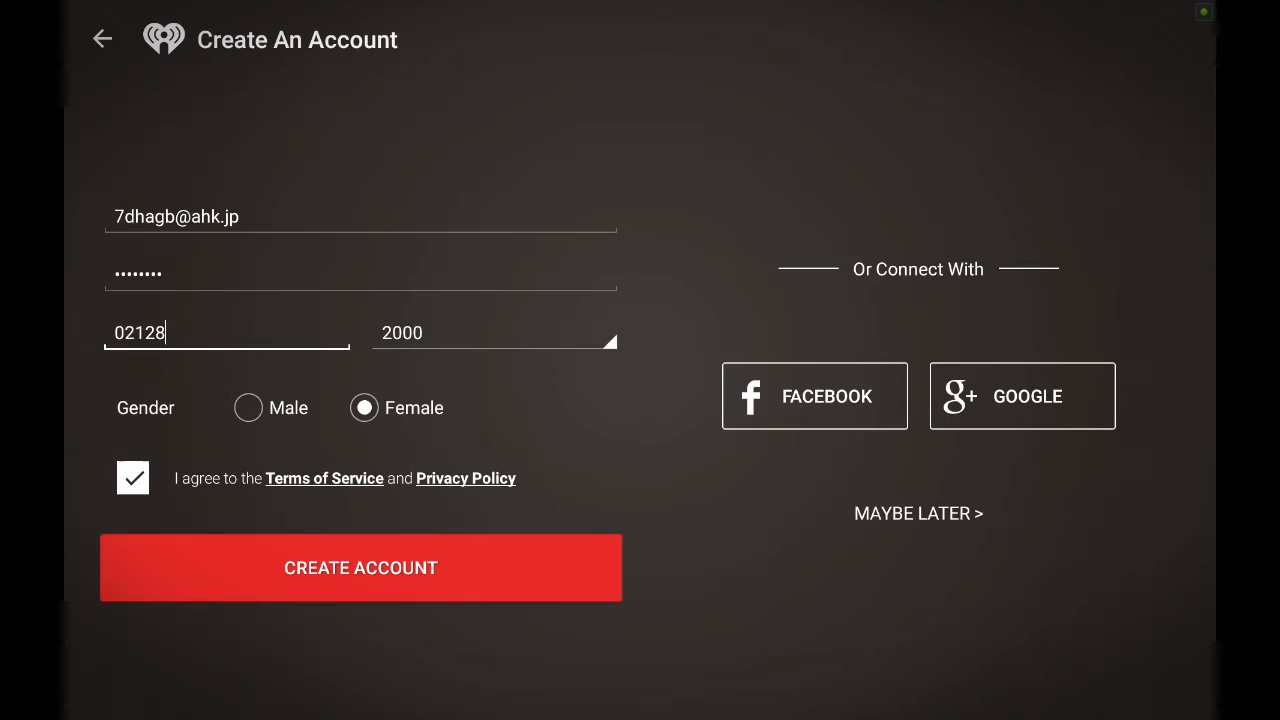 Create An Account
7dhagb@ahk.jp
••••••••
02128
2000
Gender
Male
Female
I agree to the Terms of Service and Privacy Policy
CREATE ACCOUNT
Or Connect With
f FACEBOOK
g+ GOOGLE
MAYBE LATER >